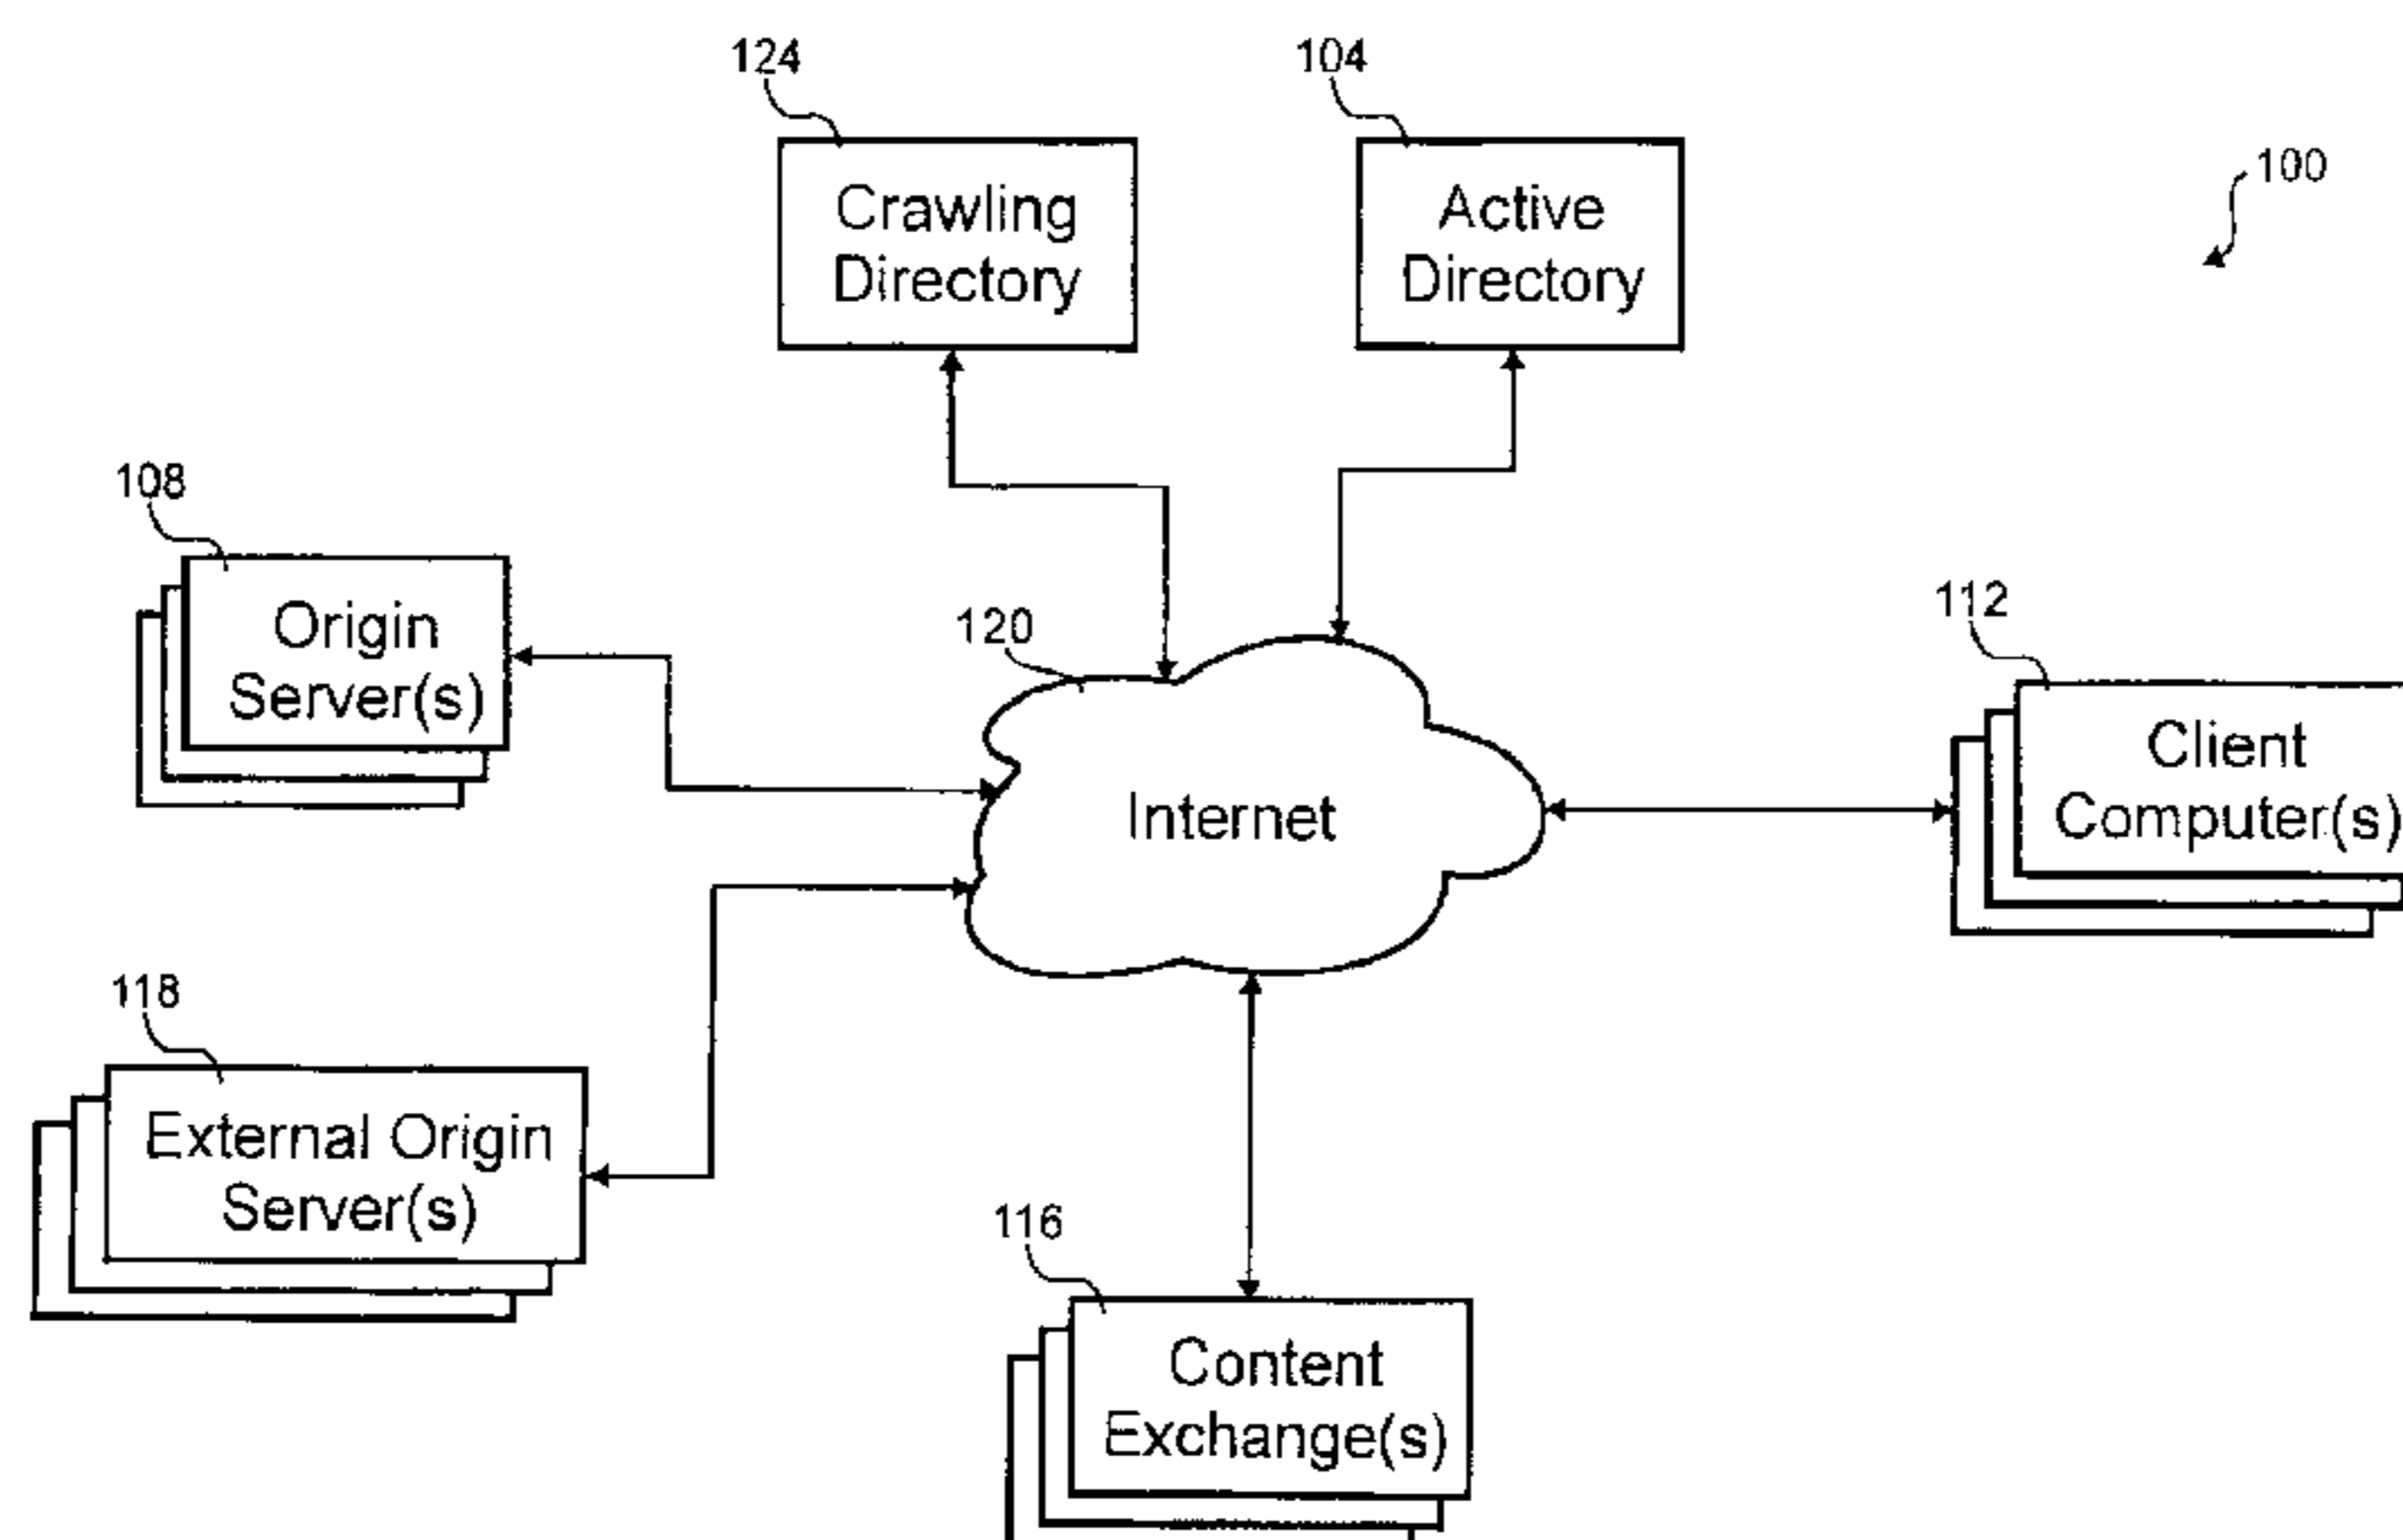 124
104
100
Crawling
Directory
Active
Directory
108
Origin
Server(s)
120
112
Internet
Client
Computer(s)
118
External Origin
Server(s)
116
Content
Exchange(s)